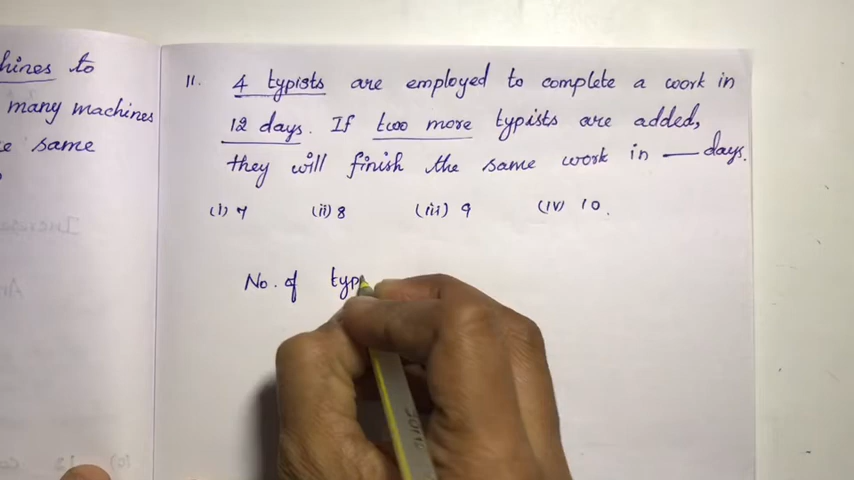 hines to
many machines
same
11. 4 typists are employed to complete a work in
12 days. If two more typists are added,
they will finish the same work in — days.
(i) 7 (ii) 8 (iii) 9 (iv) 10.
No. of typ